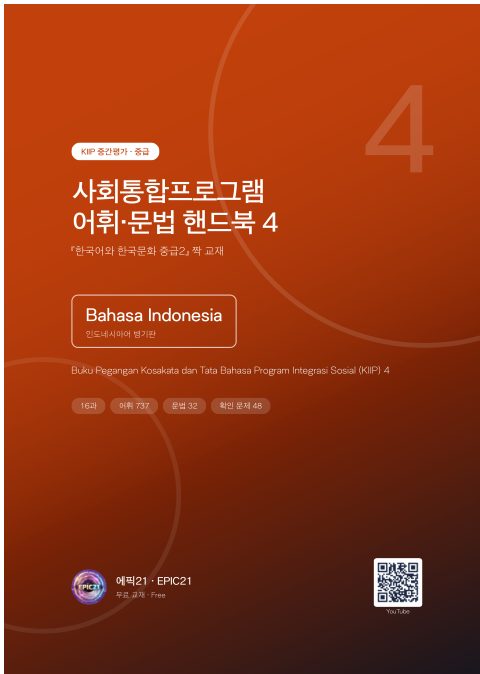 4
KIIP 중간평가 · 중급
사회통합프로그램
어휘·문법 핸드북 4
『한국어와 한국문화 중급2』 짝 교재
Bahasa Indonesia
인도네시아어 병기판
Buku Pegangan Kosakata dan Tata Bahasa Program Integrasi Sosial (KIIP) 4
16과 어휘 737 문법 32 확인 문제 48
EPIC21
에픽21 · EPIC21
무료 교재 · Free
YouTube